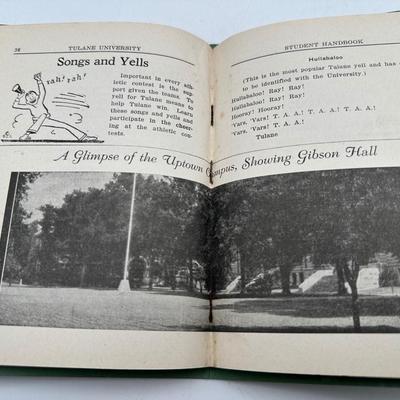 36
TULANE UNIVERSITY
Songs and Yells
rah! rah!
Important in every ath-
letic contest is the sup-
port given the teams. To
yell for Tulane means to
help Tulane win. Learn
these songs and yells and
participate in the cheer-
ing at the athletic con-
tests.
STUDENT HANDBOOK
Hullabaloo
(This is the most popular Tulane yell and has come
to be identified with the University.)
Hullabaloo! Ray! Ray!
Hullabaloo! Ray! Ray!
Hooray! Hooray!
'Vars, 'Vars! T. A. A.! T. A. A.!
'Vars, 'Vars! T. A. A.!
Tulane
A Glimpse of the Uptown Campus, Showing Gibson Hall